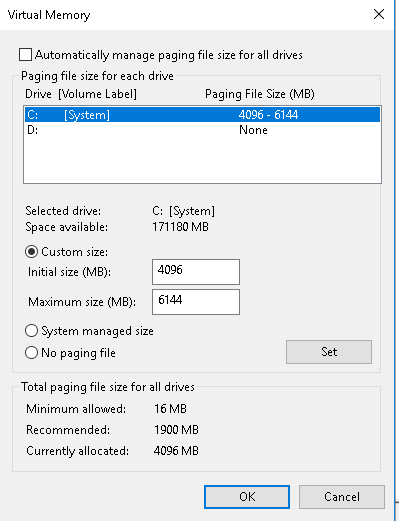 Virtual Memory
Automatically manage paging file size for all drives
Paging file size for each drive
Drive [Volume Label] Paging File Size (MB)
C: [System] 4096 - 6144
D: None
Selected drive: C: [System]
Space available: 171180 MB
Custom size:
Initial size (MB): 4096
Maximum size (MB): 6144
System managed size
No paging file Set
Total paging file size for all drives
Minimum allowed: 16 MB
Recommended: 1900 MB
Currently allocated: 4096 MB
OK Cancel